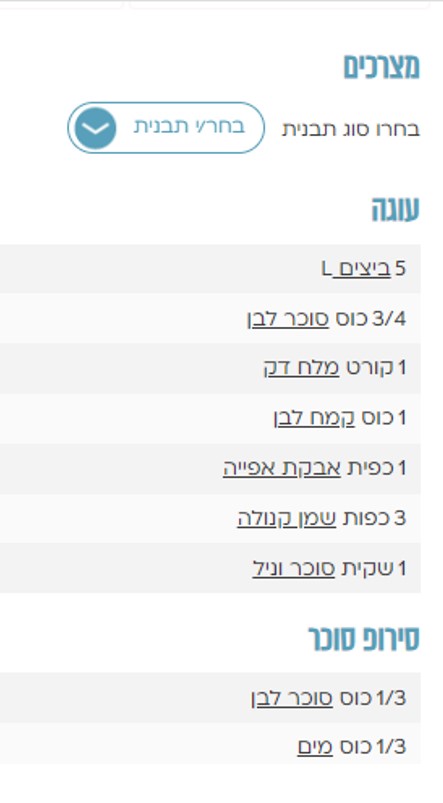 מצרכים
בחרו סוג תבנית בחר/י תבנית
עוגה
5 ביצים L
3/4 כוס סוכר לבן
1 קורט מלח דק
1 כוס קמח לבן
1 כפית אבקת אפייה
3 כפות שמן קנולה
1 שקית סוכר וניל
סירופ סוכר
1/3 כוס סוכר לבן
1/3 כוס מים